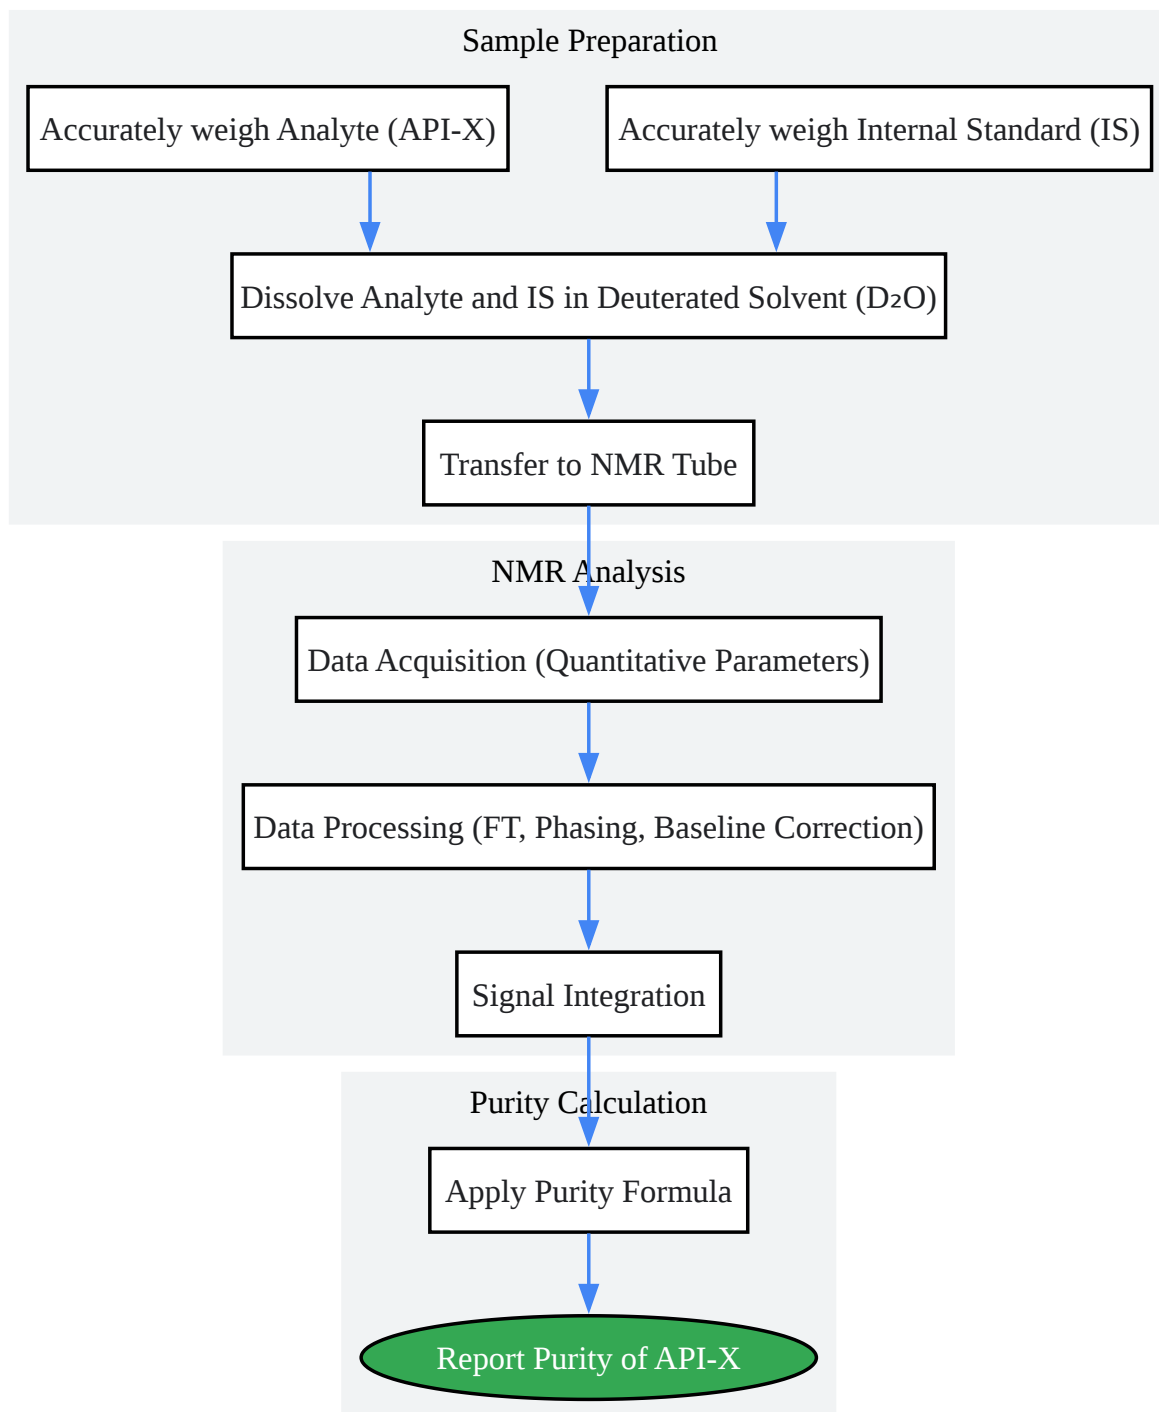 Sample Preparation
Accurately weigh Analyte (API-X)
Accurately weigh Internal Standard (IS)
Dissolve Analyte and IS in Deuterated Solvent (D₂O)
Transfer to NMR Tube
NMR Analysis
Data Acquisition (Quantitative Parameters)
Data Processing (FT, Phasing, Baseline Correction)
Signal Integration
Purity Calculation
Apply Purity Formula
Report Purity of API-X